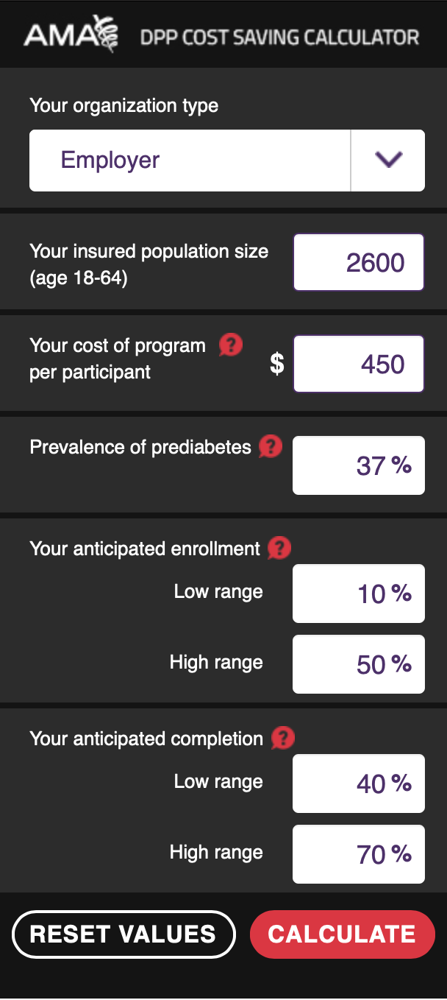 AMA DPP COST SAVING CALCULATOR
Your organization type
Employer
Your insured population size
(age 18-64)
2600
Your cost of program ?
per participant
$ 450
Prevalence of prediabetes ?
37 %
Your anticipated enrollment ?
Low range 10 %
High range 50 %
Your anticipated completion ?
Low range 40 %
High range 70 %
RESET VALUES CALCULATE